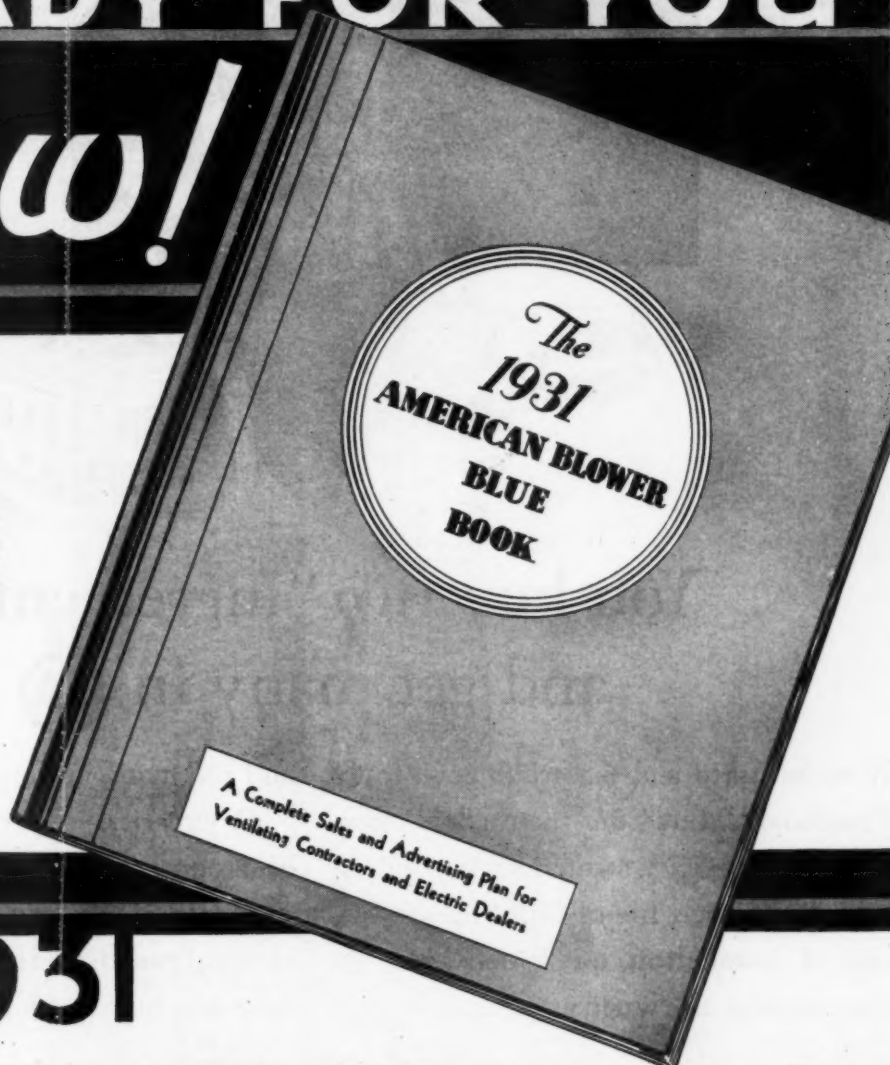 ADY FOR YOU
w!
The
1931
AMERICAN BLOWER
BLUE
BOOK
A Complete Sales and Advertising Plan for
Ventilating Contractors and Electric Dealers
931